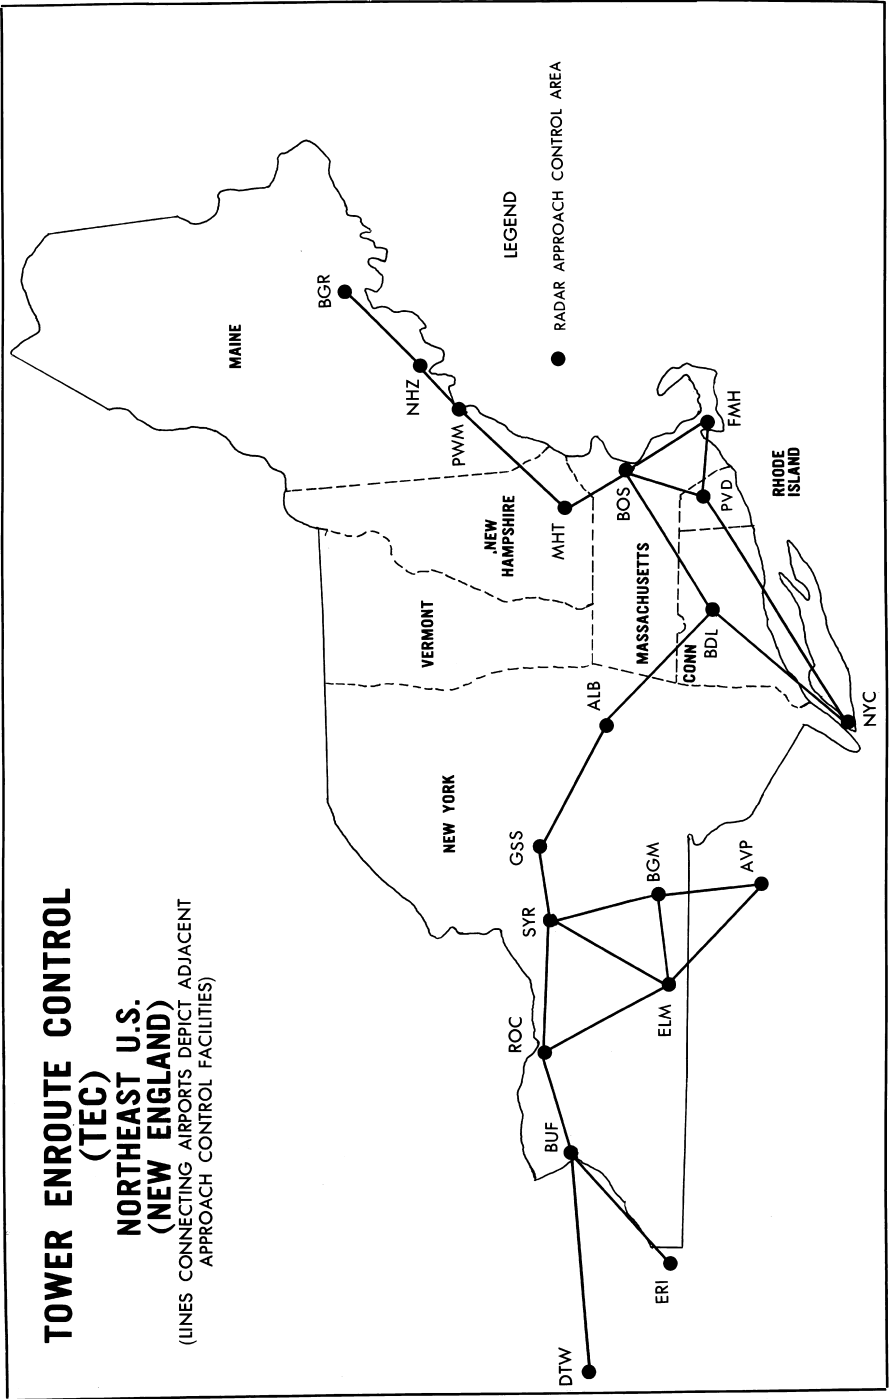 TOWER ENROUTE CONTROL
(TEC)
NORTHEAST U.S.
(NEW ENGLAND)
(LINES CONNECTING AIRPORTS DEPICT ADJACENT
APPROACH CONTROL FACILITIES)
MAINE
BGR
NHZ
PWM
LEGEND
RADAR APPROACH CONTROL AREA
VERMONT
NEW
HAMPSHIRE
MHT
NEW YORK
MASSACHUSETTS
BOS
FMH
PVD
RHODE
ISLAND
CONN
BDL
ALB
GSS
SYR
ROC
BUF
DTW
ERI
ELM
BGM
AVP
NYC